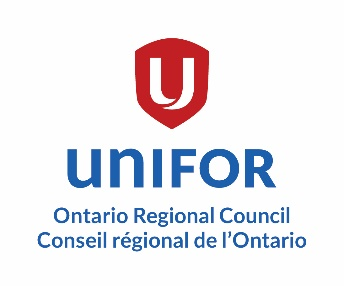 U
UNIFOR
Ontario Regional Council
Conseil régional de l'Ontario